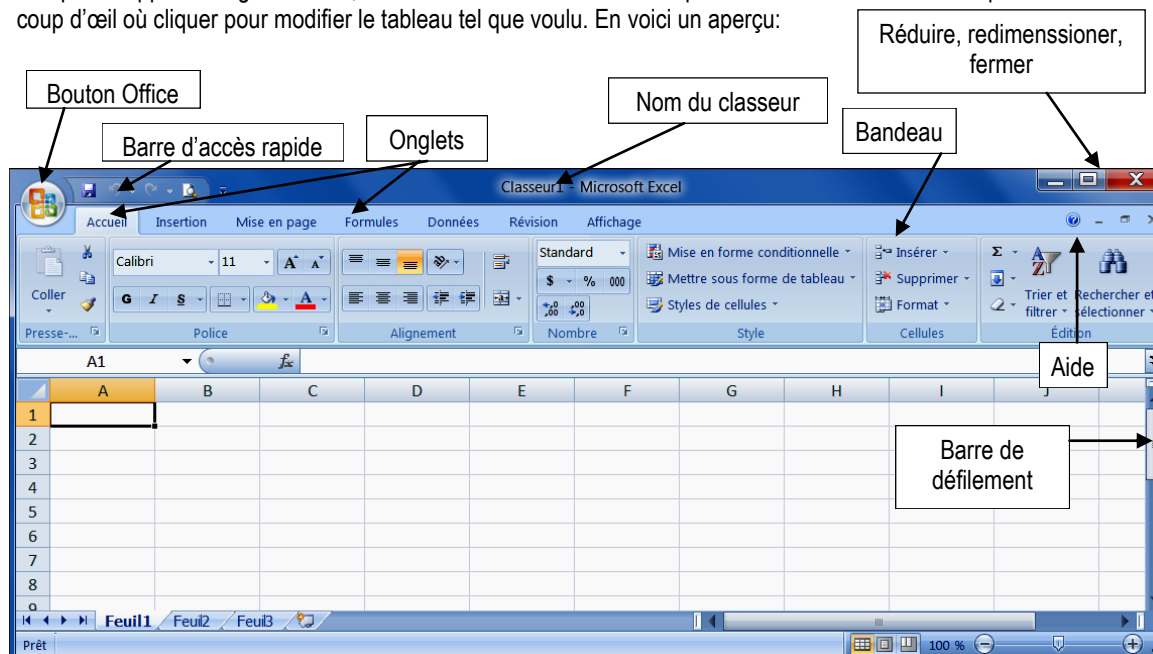 coup d'œil où cliquer pour modifier le tableau tel que voulu. En voici un aperçu:
Réduire, redimenssioner,
fermer
Bouton Office
Nom du classeur
Barre d'accès rapide
Onglets
Bandeau
Classeur1 - Microsoft Excel
Accueil Insertion Mise en page Formules Données Révision Affichage
Coller
Calibri 11
G I S
A A
A
Standard
$ % 000
,00 ,00
Mise en forme conditionnelle
Mettre sous forme de tableau
Styles de cellules
Insérer
Supprimer
Format
Σ
Trier et
filtrer
Rechercher et
sélectionner
Presse-... Police Alignement Nombre Style Cellules Édition
A1 fx
Aide
A B C D E F G H I J
1
2
3
4
5
6
7
8
9
Barre de
défilement
Feuil1 Feuil2 Feuil3
Prêt 100 %